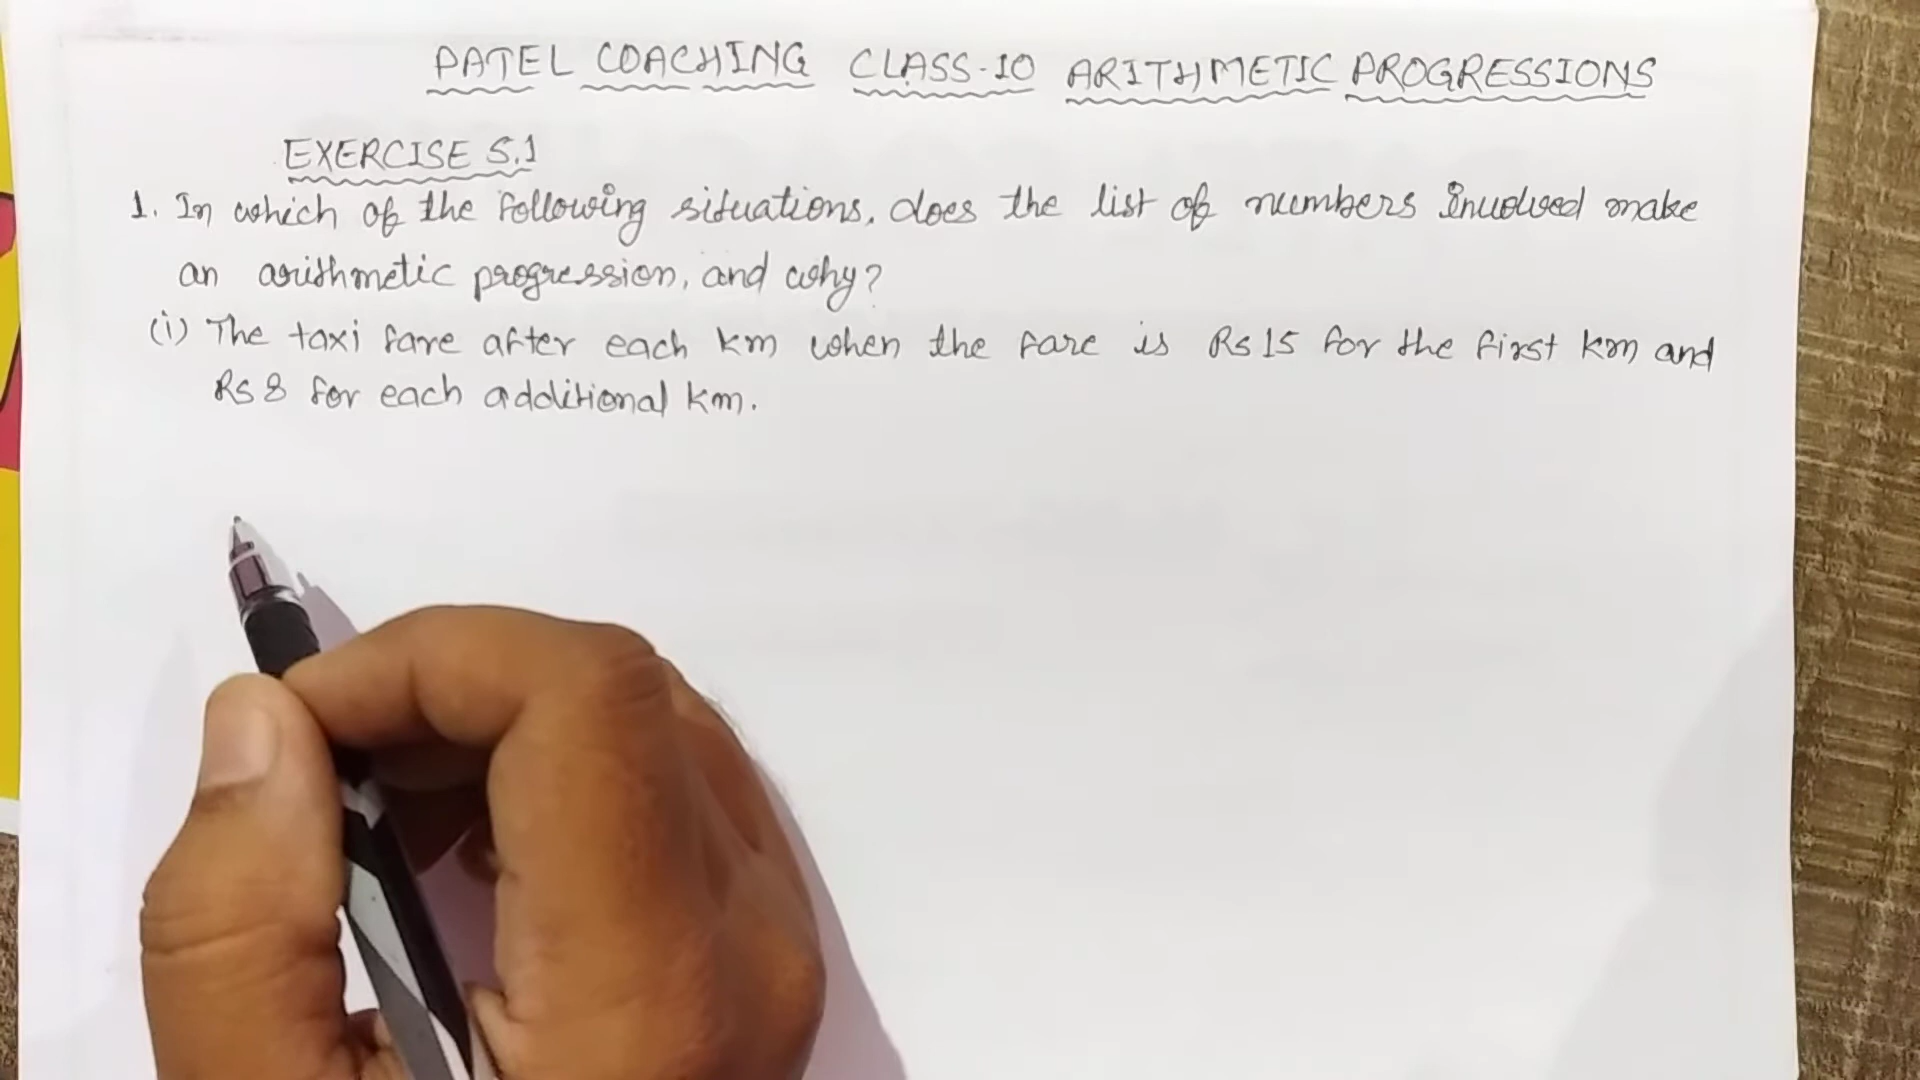 PATEL COACHING CLASS-10 ARITHMETIC PROGRESSIONS
EXERCISE 5.1
1. In which of the following situations, does the list of numbers involved make
an arithmetic progression, and why?
(i) The taxi fare after each km when the fare is Rs 15 for the first km and
Rs 8 for each additional km.